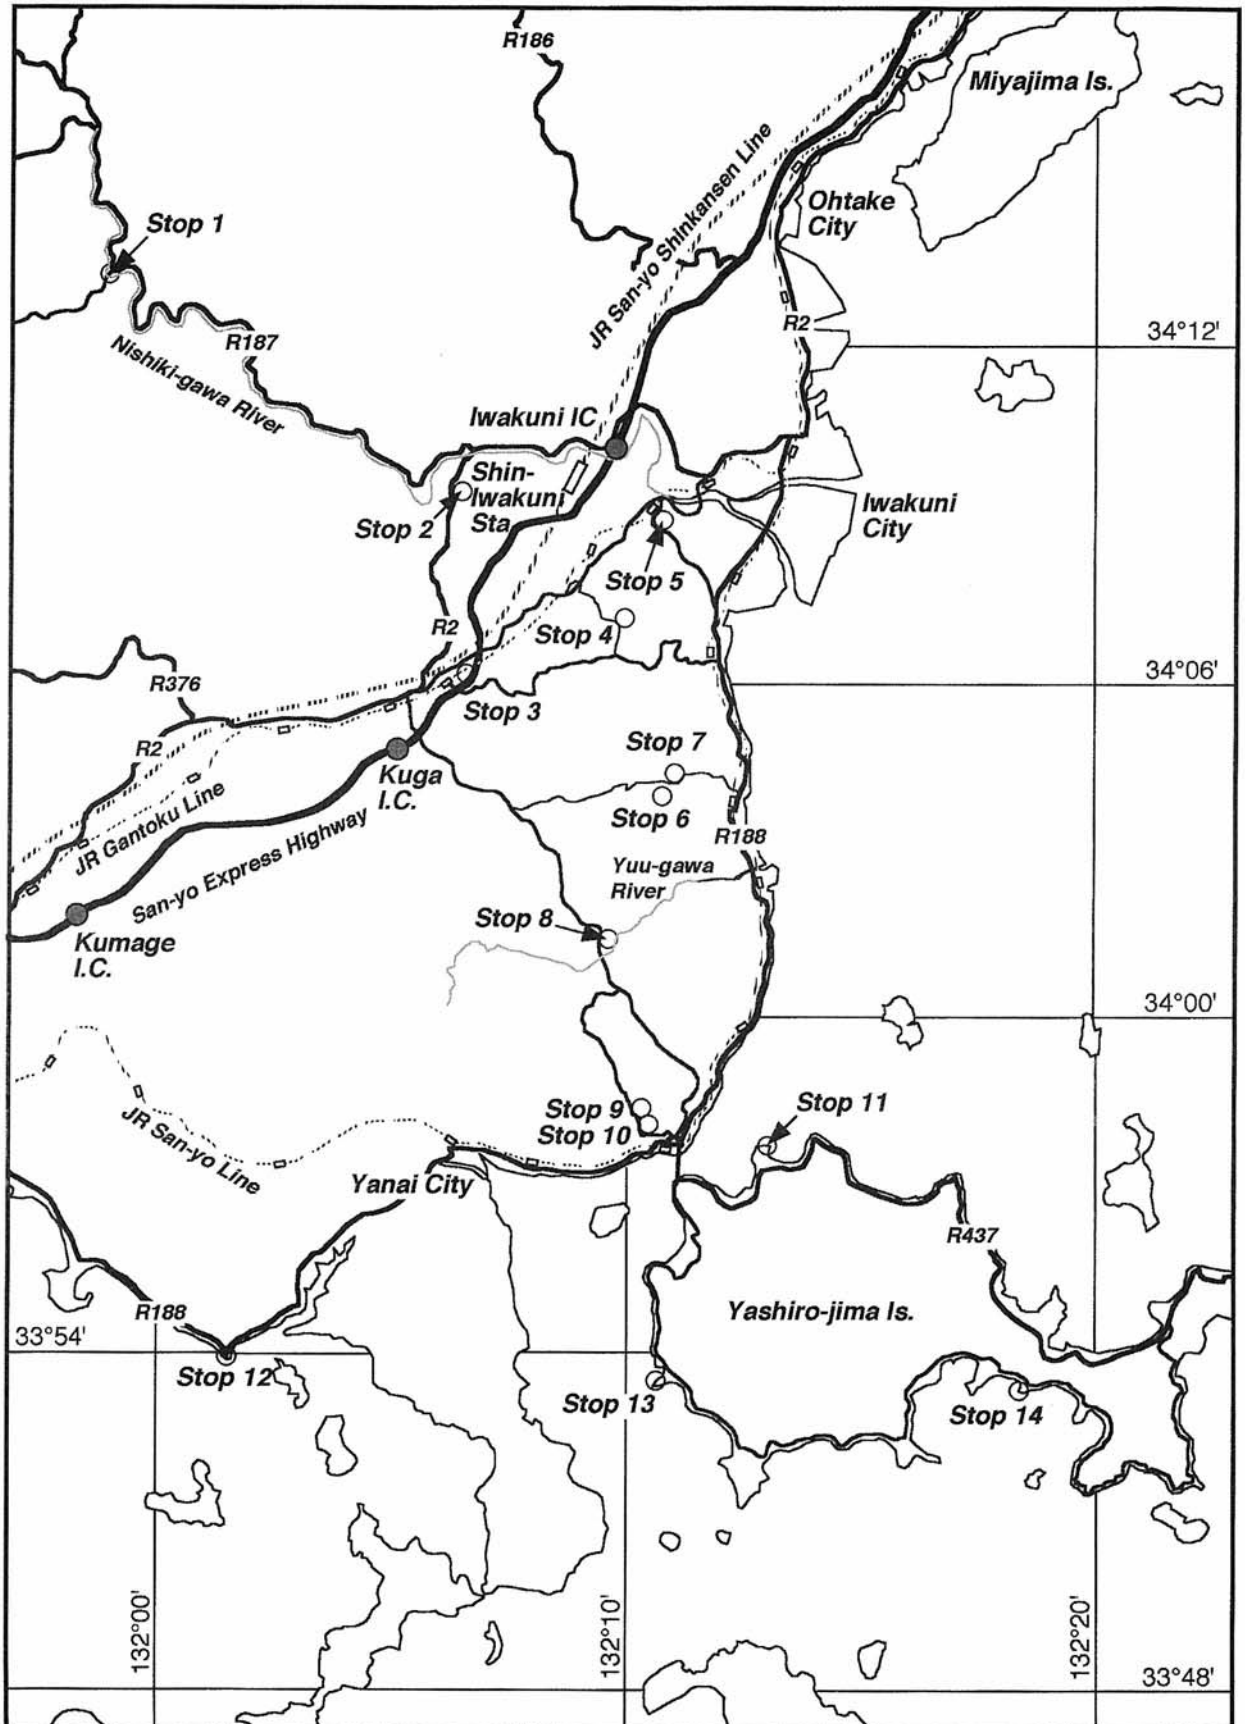 R186
Miyajima Is.
JR San-yo Shinkansen Line
Ohtake
City
Stop 1
R2
34°12'
R187
Nishiki-gawa River
Iwakuni IC
Shin-
Iwakuni
Sta.
Stop 2
Iwakuni
City
Stop 5
R2
Stop 4
R376
34°06'
Stop 3
R2
Stop 7
Kuga
I.C.
Stop 6
JR Gantoku Line
San-yo Express Highway
R188
Yuu-gawa
River
Stop 8
Kumage
I.C.
34°00'
Stop 9
Stop 10
Stop 11
JR San-yo Line
Yanai City
R437
R188
Yashiro-jima Is.
33°54'
Stop 12
Stop 13
Stop 14
132°00'
132°10'
132°20'
33°48'